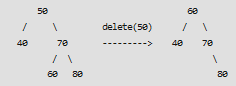 50                            60
/     \     delete(50)      /   \
40      70    --------->    40    70
/  \                       \
60   80                     80